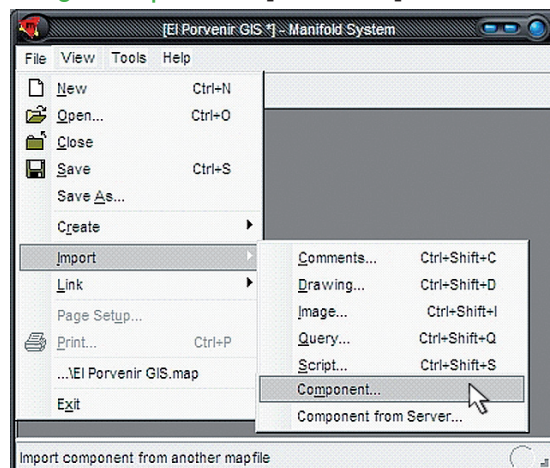 [El Porvenir GIS *] - Manifold System
File View Tools Help
New Ctrl+N
Open... Ctrl+O
Close
Save Ctrl+S
Save As...
Create
Import
Link
Page Setup...
Print... Ctrl+P
...\El Porvenir GIS.map
Exit
Comments... Ctrl+Shift+C
Drawing... Ctrl+Shift+D
Image... Ctrl+Shift+I
Query... Ctrl+Shift+Q
Script... Ctrl+Shift+S
Component...
Component from Server...
Import component from another mapfile